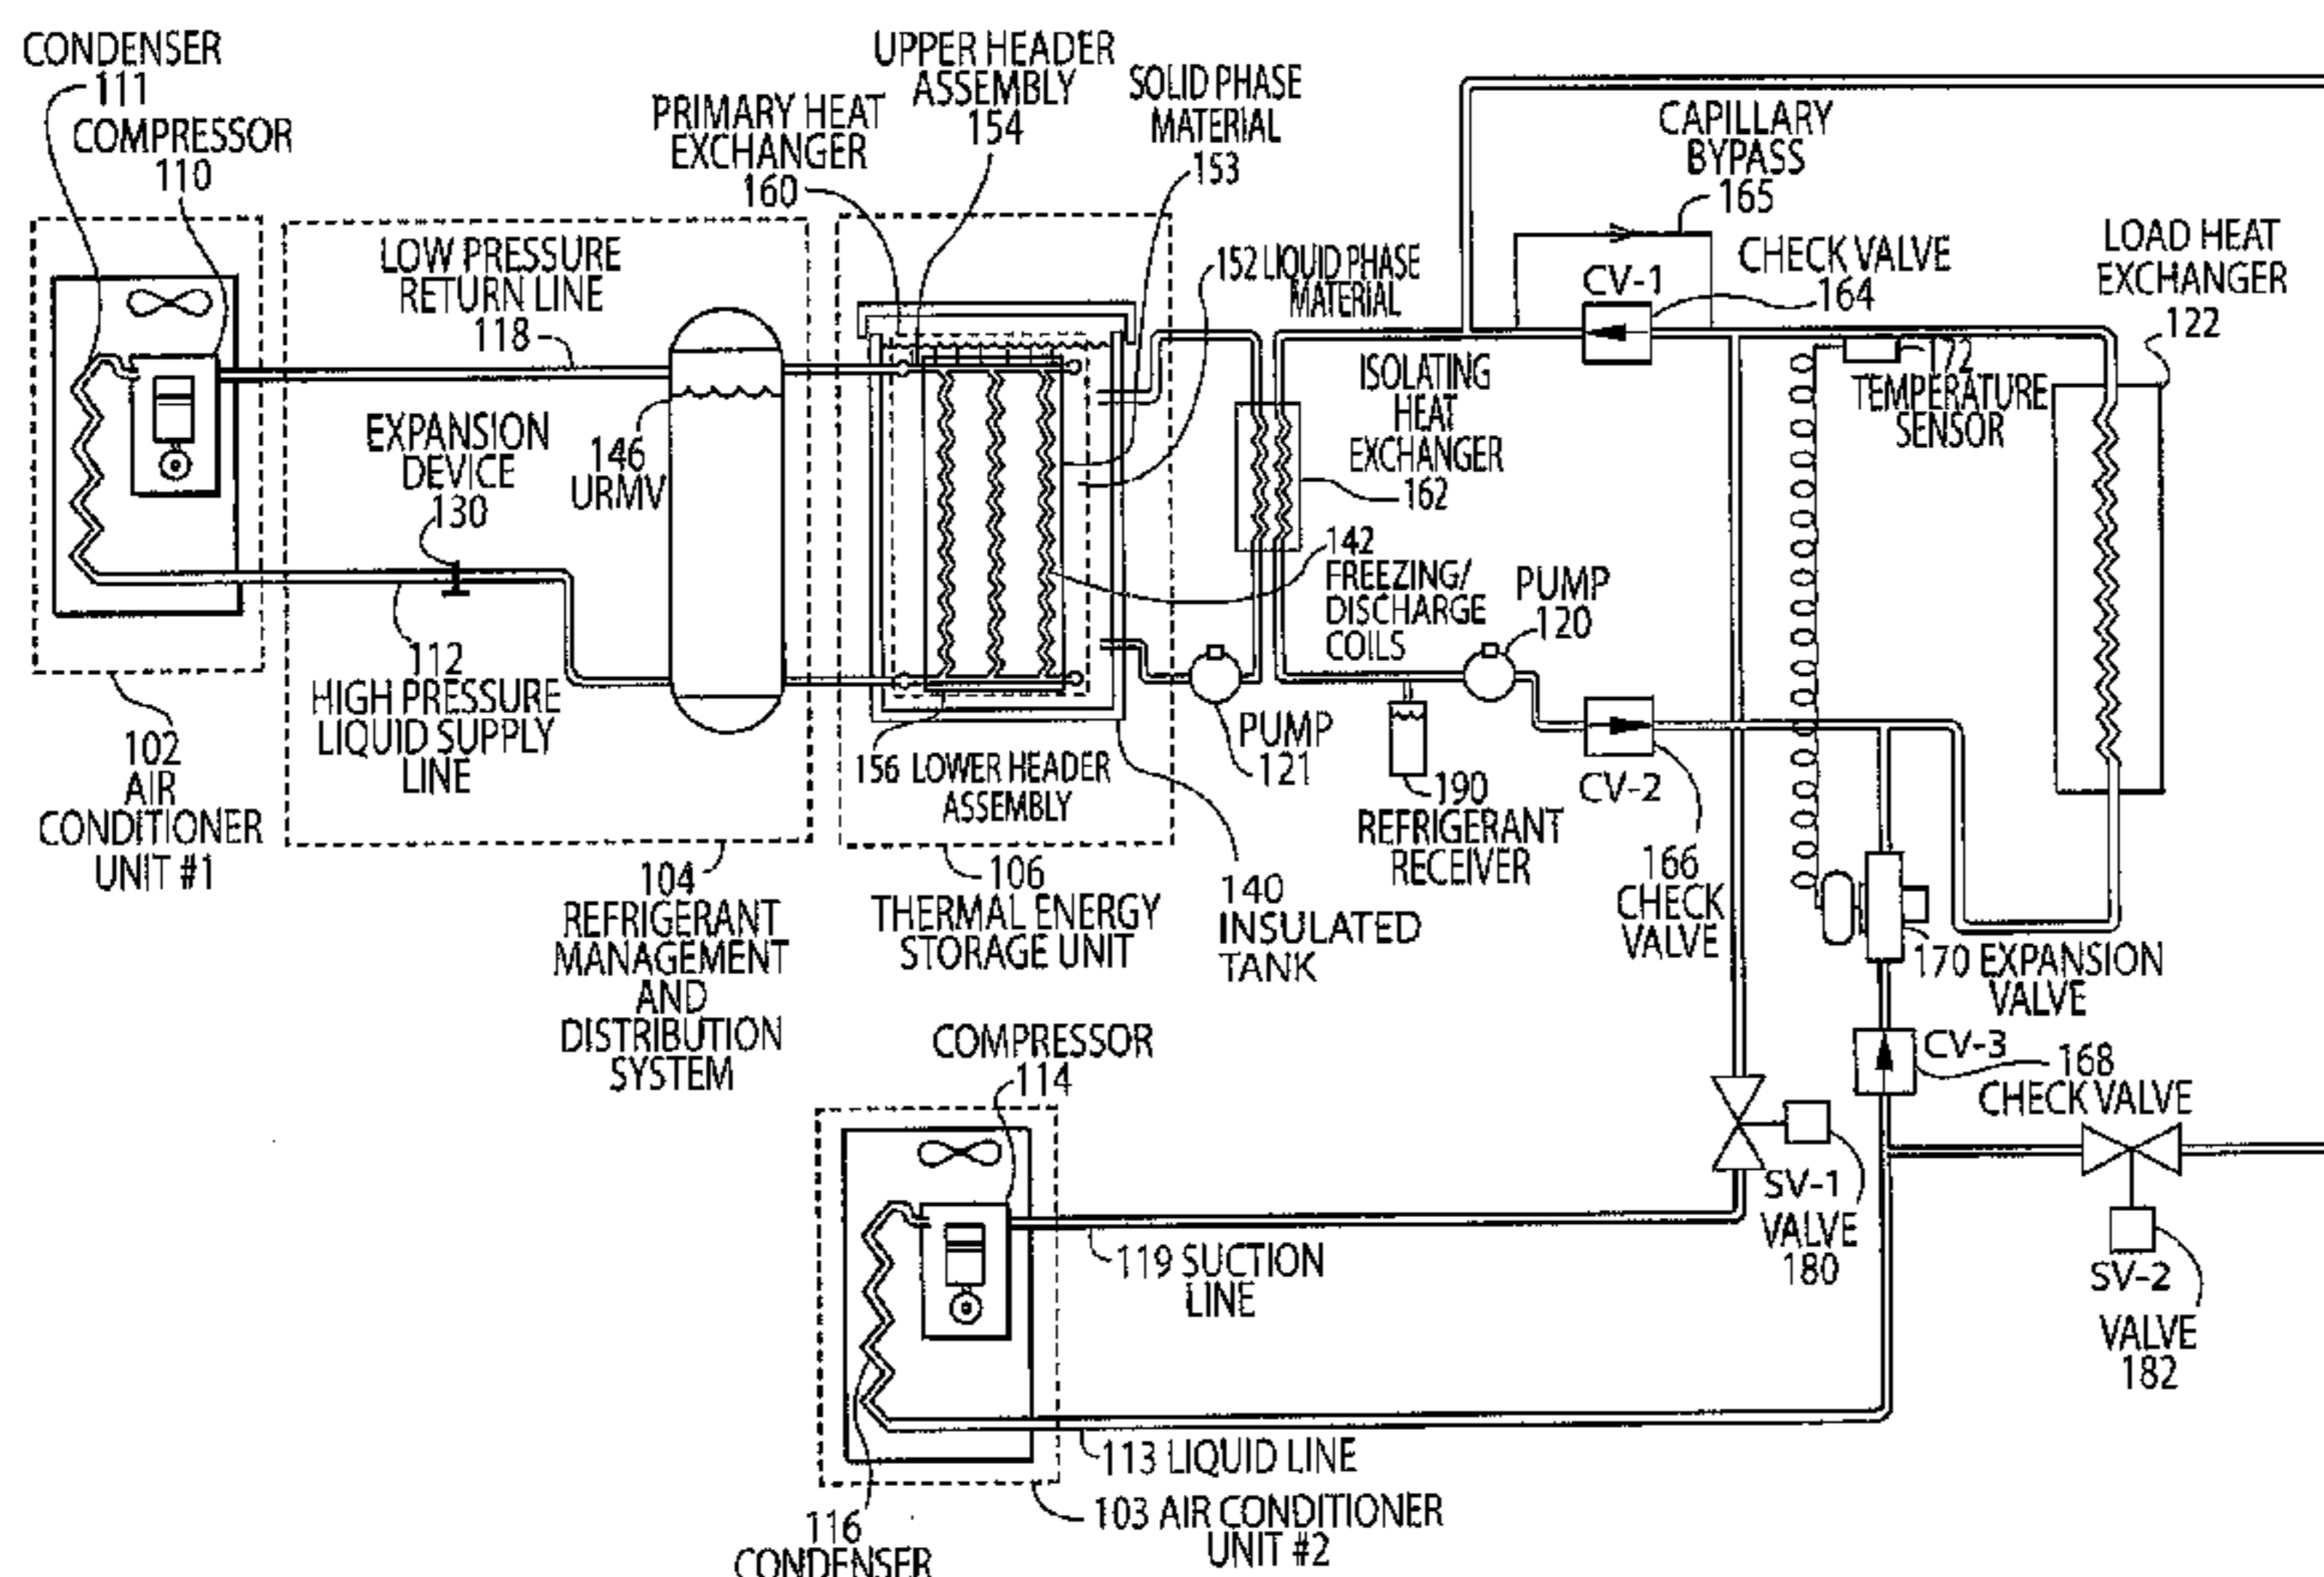 CONDENSER
111
COMPRESSOR
110
UPPER HEADER
ASSEMBLY
154
PRIMARY HEAT
EXCHANGER
160
SOLID PHASE
MATERIAL
153
CAPILLARY
BYPASS
165
LOW PRESSURE
RETURN LINE
118
152 LIQUID PHASE
MATERIAL
CV-1
CHECK VALVE
164
LOAD HEAT
EXCHANGER
122
EXPANSION
DEVICE
130
146
URMV
ISOLATING
HEAT
EXCHANGER
162
172
TEMPERATURE
SENSOR
142
FREEZING/
DISCHARGE
COILS
PUMP
120
112
HIGH PRESSURE
LIQUID SUPPLY
LINE
102
AIR
CONDITIONER
UNIT #1
156 LOWER HEADER
ASSEMBLY
PUMP
121
190
REFRIGERANT
RECEIVER
CV-2
166
CHECK
VALVE
104
REFRIGERANT
MANAGEMENT
AND
DISTRIBUTION
SYSTEM
106
THERMAL ENERGY
STORAGE UNIT
140
INSULATED
TANK
170 EXPANSION
VALVE
COMPRESSOR
114
CV-3
168
CHECK VALVE
SV-1
VALVE
180
119 SUCTION
LINE
SV-2
VALVE
182
113 LIQUID LINE
116
CONDENSER
103 AIR CONDITIONER
UNIT #2